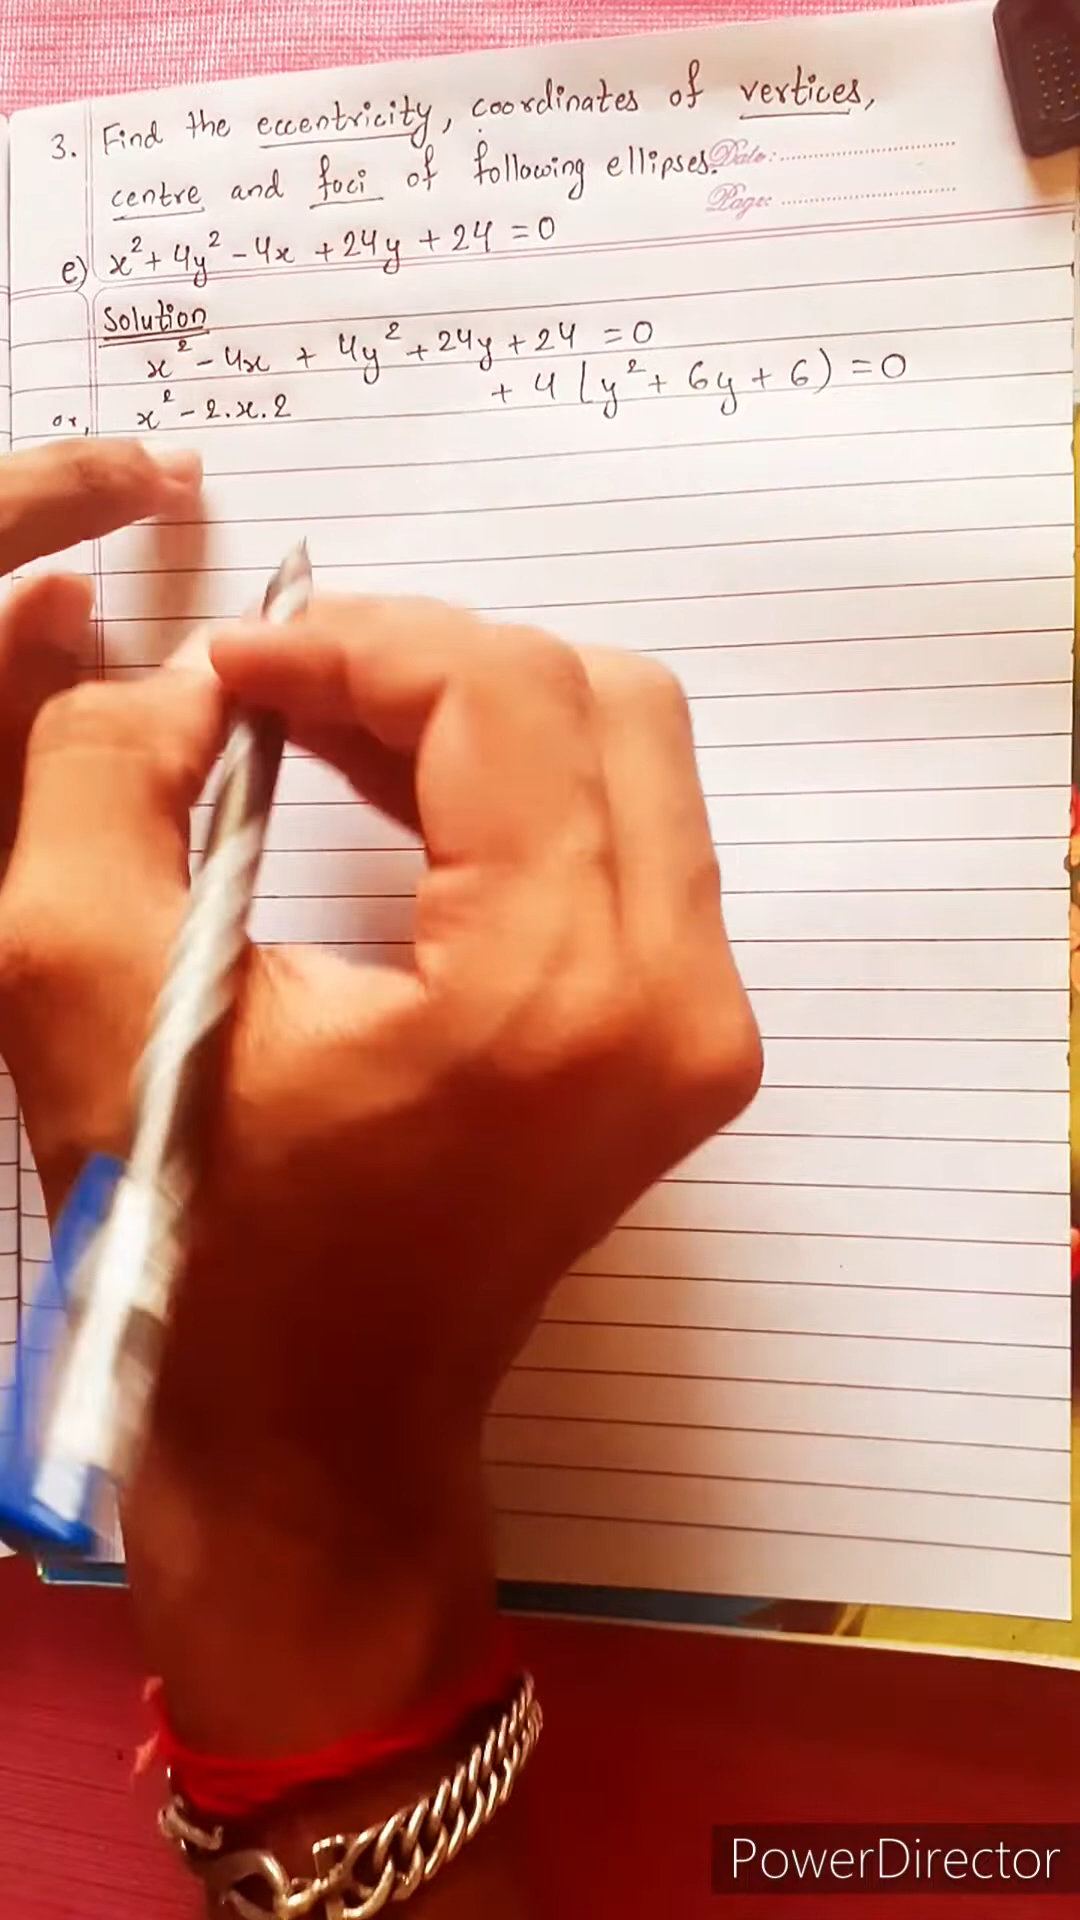 3. Find the eccentricity, coordinates of vertices,
centre and foci of following ellipses.
Date:
Page:
e) x² + 4y² - 4x + 24y + 24 = 0
Solution
x² - 4x + 4y² + 24y + 24 = 0
or, x² - 2.x.2 + 4 (y² + 6y + 6) = 0
PowerDirector